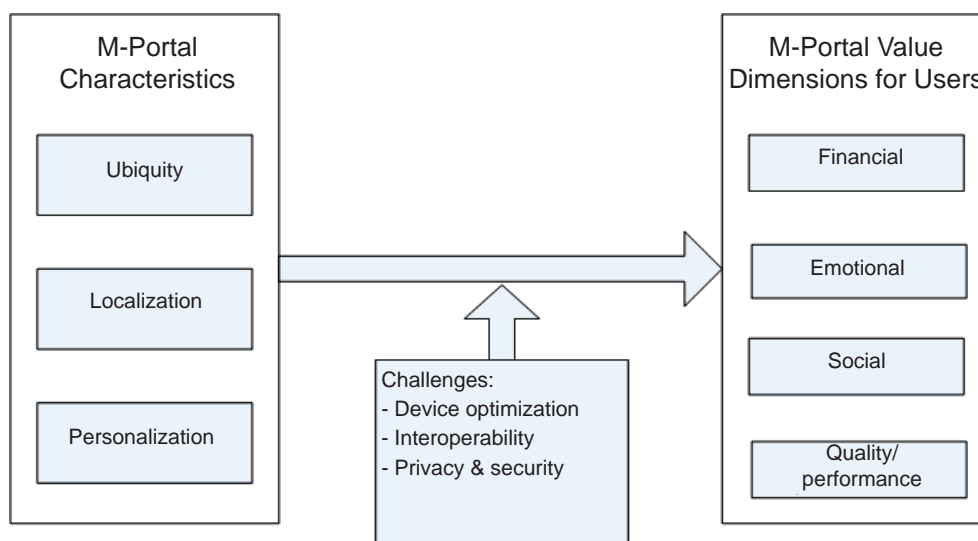 M-Portal
Characteristics
Ubiquity
Localization
Personalization
Challenges:
- Device optimization
- Interoperability
- Privacy & security
M-Portal Value
Dimensions for Users
Financial
Emotional
Social
Quality/
performance